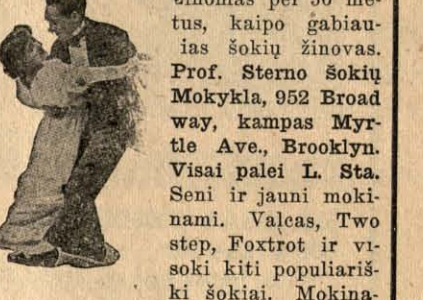 žinomas per 30 me-
tus, kaipo gabiau-
ias šokių žinovas.
Prof. Sterno šokių
Mokykla, 952 Broad
way, kampas Myr-
tle Ave., Brooklyn.
Visai palei L. Sta.
Seni ir jauni moki-
nami. Valcas, Two
step, Foxtrot ir vi-
soki kiti populiariš-
ki šokiai. Mokina-